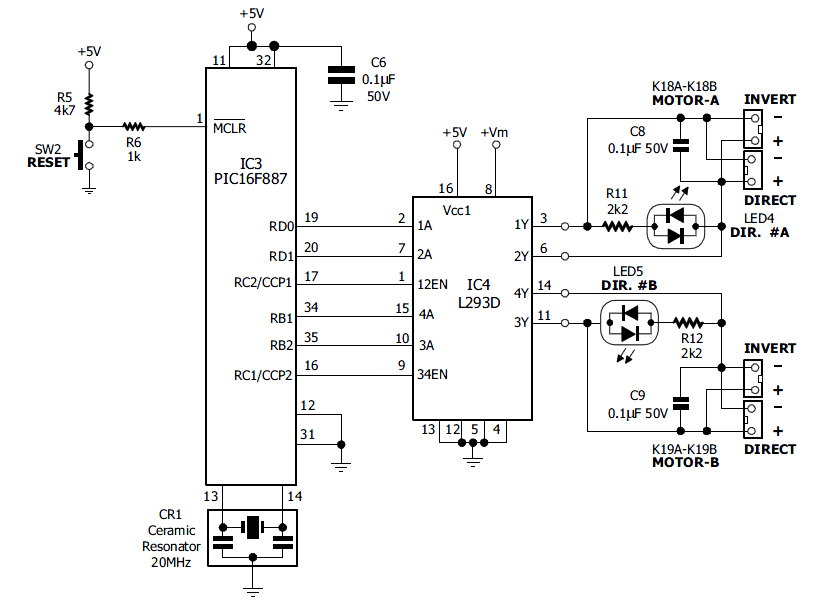 +5V
+5V
11
32
C6
0.1µF
50V
R5
4k7
1
MCLR
R6
1k
SW2
RESET
IC3
PIC16F887
K18A-K18B
MOTOR-A
INVERT
−
+
−
+
DIRECT
C8
0.1µF 50V
+5V
+Vm
16
8
Vcc1
R11
2k2
LED4
DIR. #A
RD0
19
2
1A
1Y
3
RD1
20
7
2A
2Y
6
RC2/CCP1
17
1
12EN
IC4
L293D
LED5
DIR. #B
4Y
14
RB1
34
15
4A
3Y
11
RB2
35
10
3A
R12
2k2
RC1/CCP2
16
9
34EN
INVERT
−
+
−
+
DIRECT
C9
0.1µF 50V
K19A-K19B
MOTOR-B
12
31
13
12
5
4
13
14
CR1
Ceramic
Resonator
20MHz